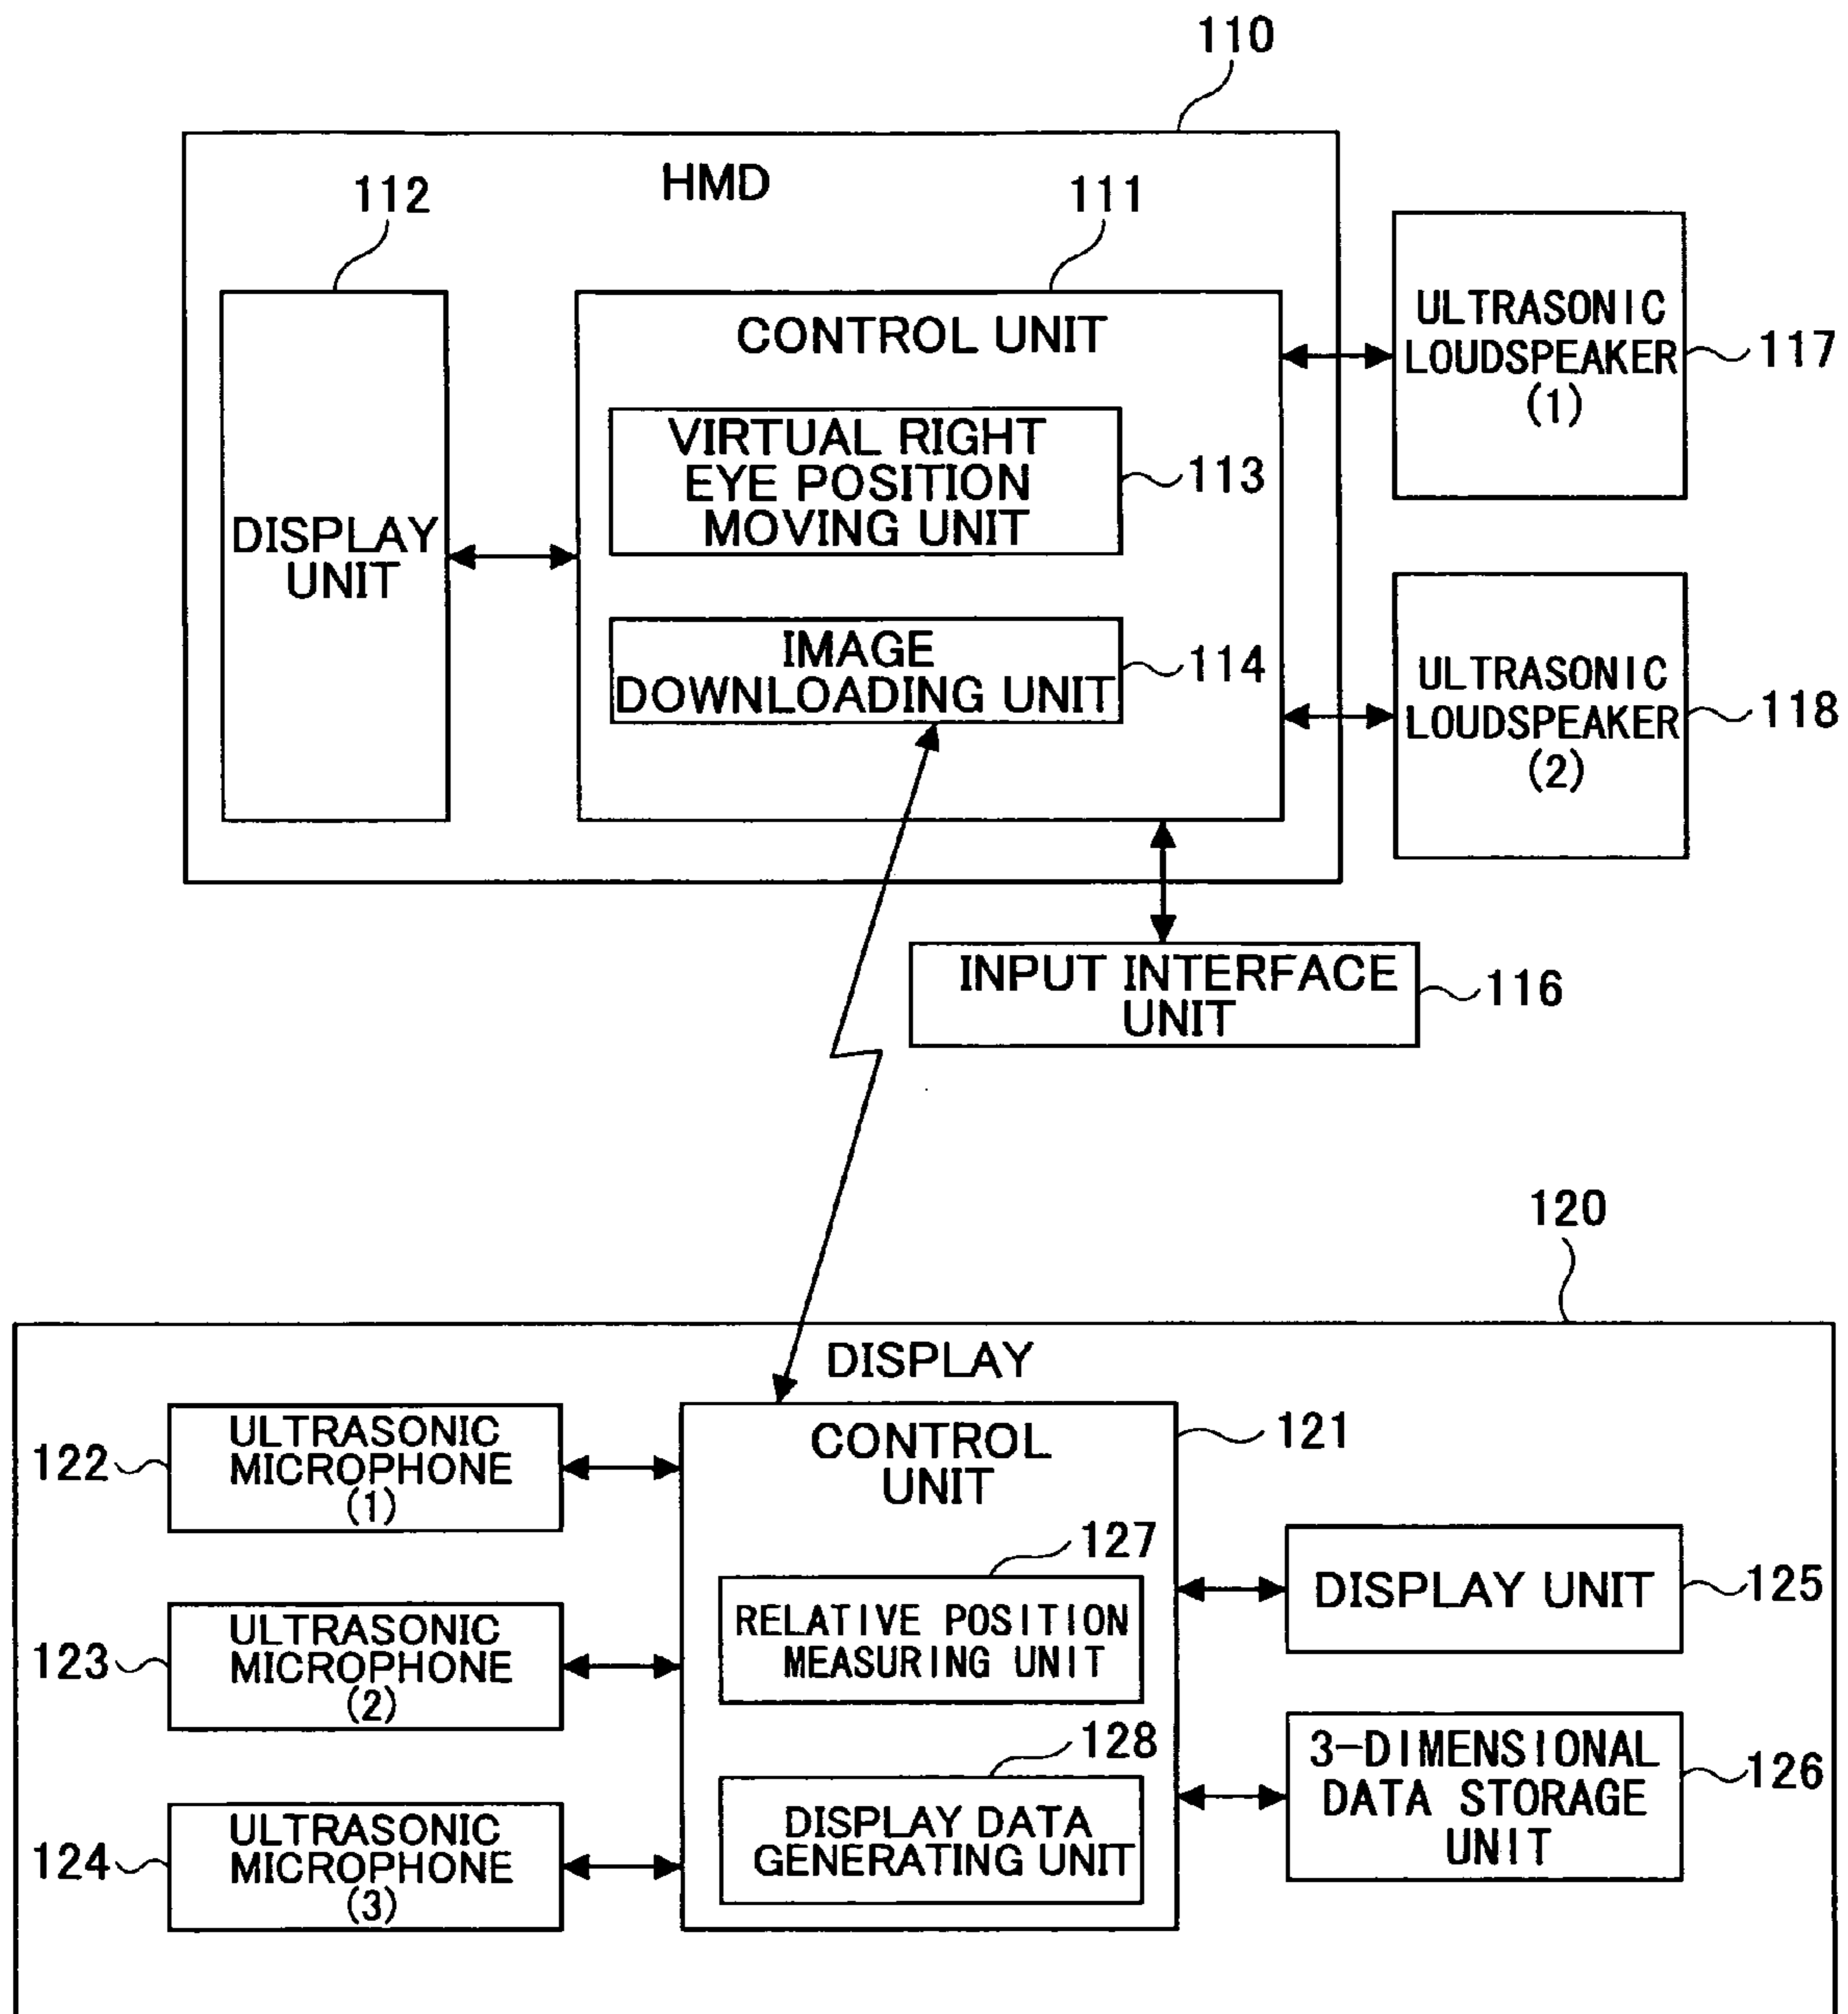 110
HMD
112
111
DISPLAY
UNIT
CONTROL UNIT
VIRTUAL RIGHT
EYE POSITION
MOVING UNIT
113
IMAGE
DOWNLOADING UNIT
114
ULTRASONIC
LOUDSPEAKER
(1)
117
ULTRASONIC
LOUDSPEAKER
(2)
118
INPUT INTERFACE
UNIT
116
120
DISPLAY
122
ULTRASONIC
MICROPHONE
(1)
123
ULTRASONIC
MICROPHONE
(2)
124
ULTRASONIC
MICROPHONE
(3)
CONTROL
UNIT
121
127
RELATIVE POSITION
MEASURING UNIT
128
DISPLAY DATA
GENERATING UNIT
DISPLAY UNIT
125
3-DIMENSIONAL
DATA STORAGE
UNIT
126